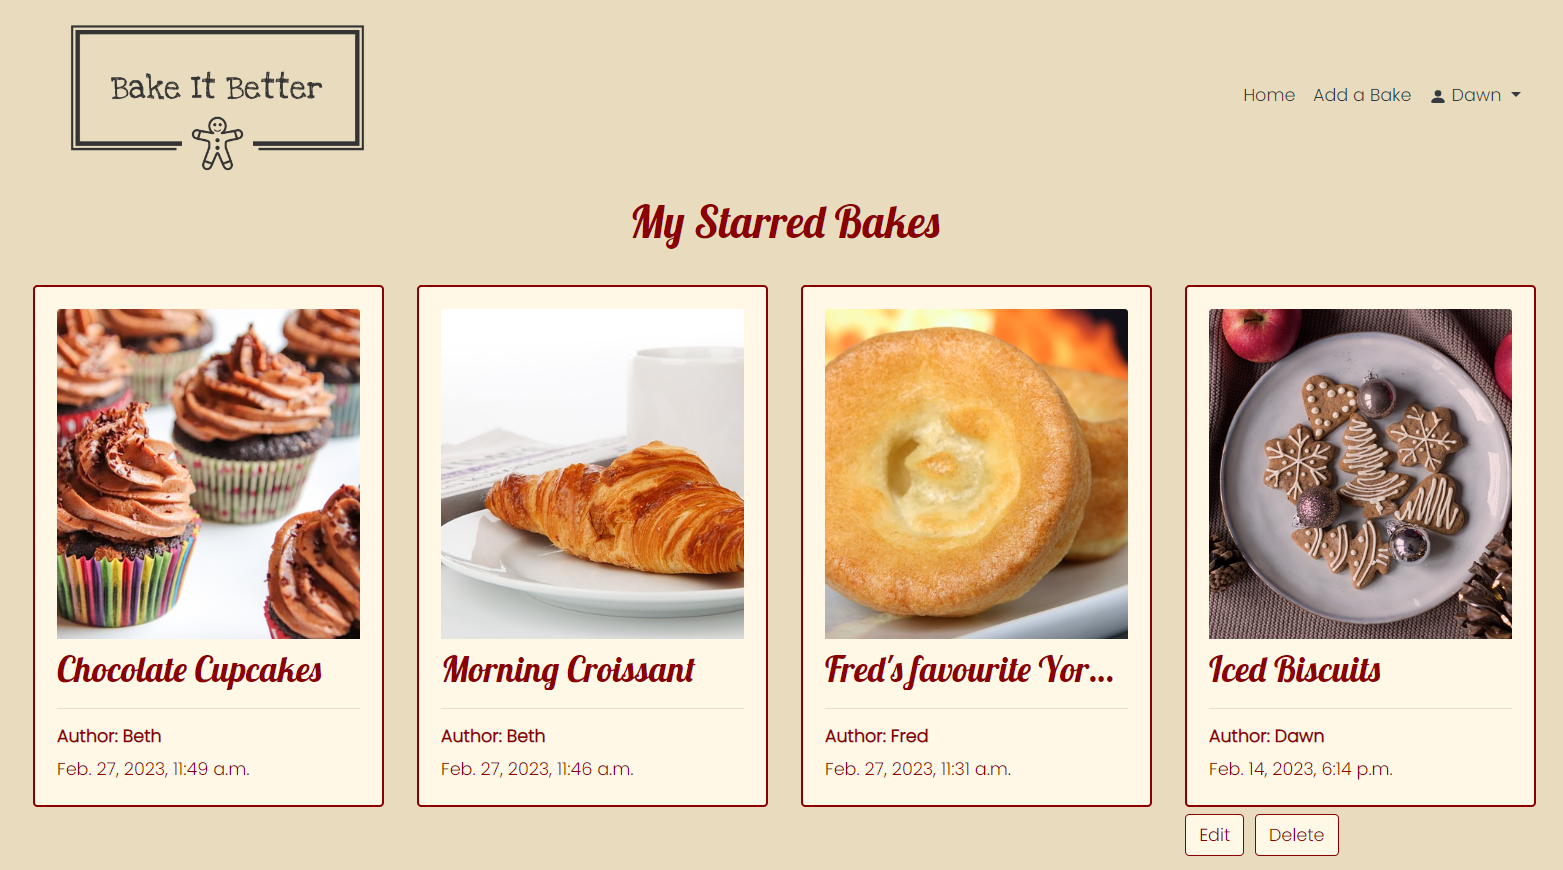 Bake It Better
Home Add a Bake Dawn
My Starred Bakes
Chocolate Cupcakes
Author: Beth
Feb. 27, 2023, 11:49 a.m.
Morning Croissant
Author: Beth
Feb. 27, 2023, 11:46 a.m.
Fred's favourite Yor...
Author: Fred
Feb. 27, 2023, 11:31 a.m.
Iced Biscuits
Author: Dawn
Feb. 14, 2023, 6:14 p.m.
Edit Delete